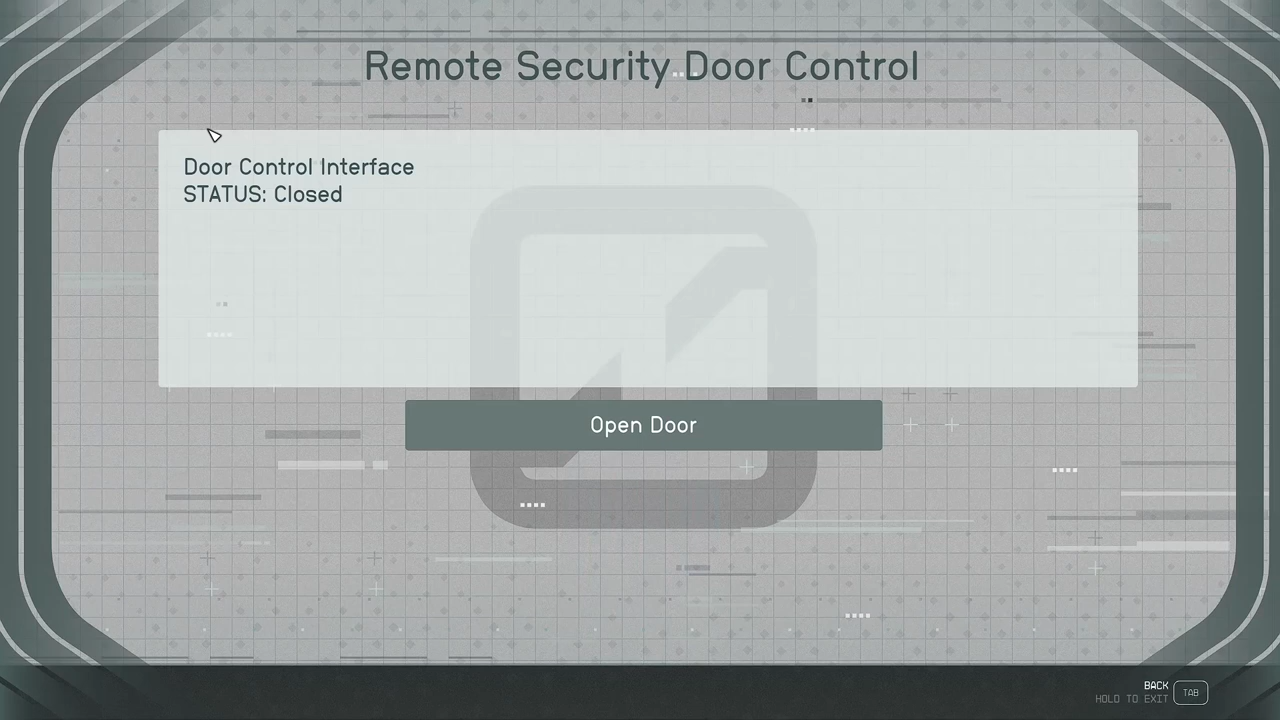 Remote Security Door Control
Door Control Interface
STATUS: Closed
Open Door
BACK
HOLD TO EXIT
TAB